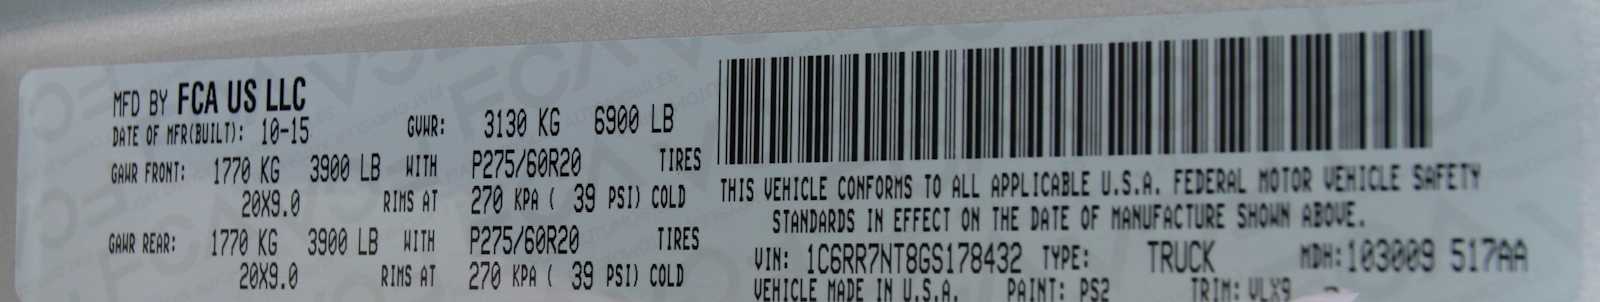 MFD BY FCA US LLC
DATE OF MFR(BUILT): 10-15 GVWR: 3130 KG 6900 LB
GAWR FRONT: 1770 KG 3900 LB WITH P275/60R20 TIRES
20X9.0 RIMS AT 270 KPA ( 39 PSI) COLD
GAWR REAR: 1770 KG 3900 LB WITH P275/60R20 TIRES
20X9.0 RIMS AT 270 KPA ( 39 PSI) COLD
THIS VEHICLE CONFORMS TO ALL APPLICABLE U.S.A. FEDERAL MOTOR VEHICLE SAFETY
STANDARDS IN EFFECT ON THE DATE OF MANUFACTURE SHOWN ABOVE.
VIN: 1C6RR7NT8GS178432 TYPE: TRUCK MDH:103009 517AA
VEHICLE MADE IN U.S.A. PAINT: PS2 TRIM: VLX9